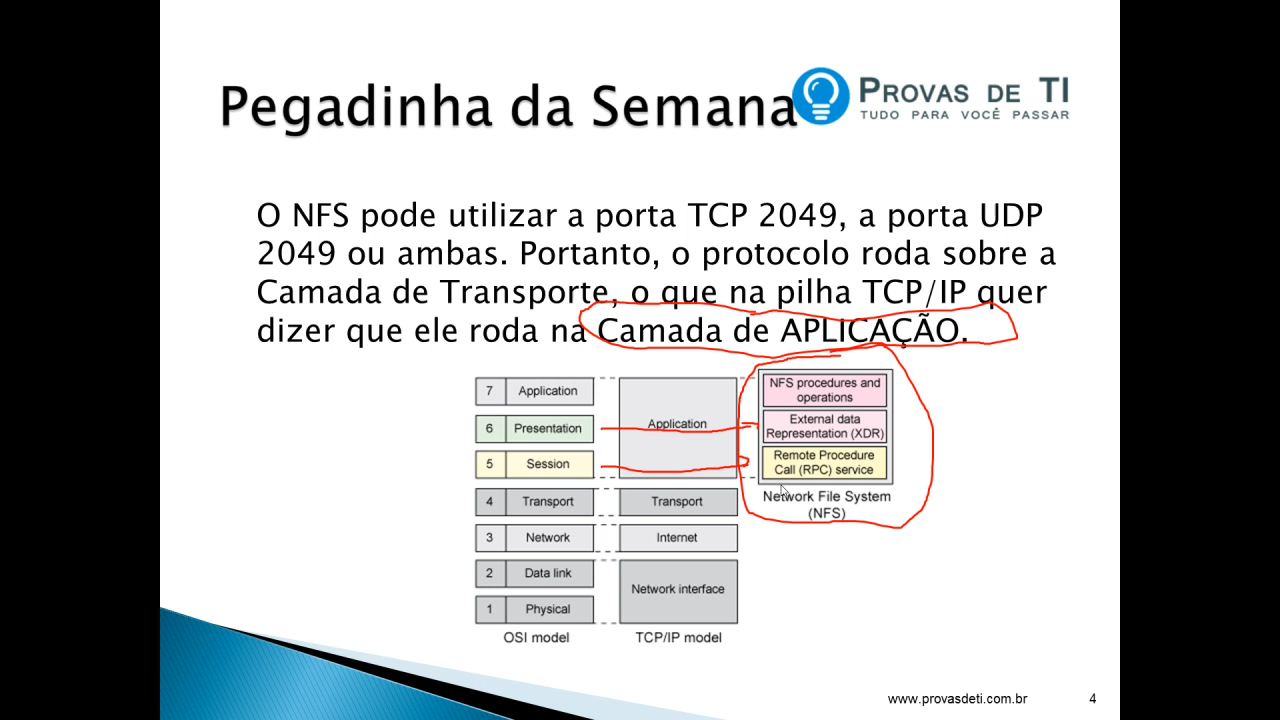 Pegadinha da Semana
PROVAS DE TI
TUDO PARA VOCÊ PASSAR
O NFS pode utilizar a porta TCP 2049, a porta UDP
2049 ou ambas. Portanto, o protocolo roda sobre a
Camada de Transporte, o que na pilha TCP/IP quer
dizer que ele roda na Camada de APLICAÇÃO.
7 Application
6 Presentation
5 Session
4 Transport
3 Network
2 Data link
1 Physical
OSI model
Application
Transport
Internet
Network interface
TCP/IP model
NFS procedures and
operations
External data
Representation (XDR)
Remote Procedure
Call (RPC) service
Network File System
(NFS)
www.provasdeti.com.br
4